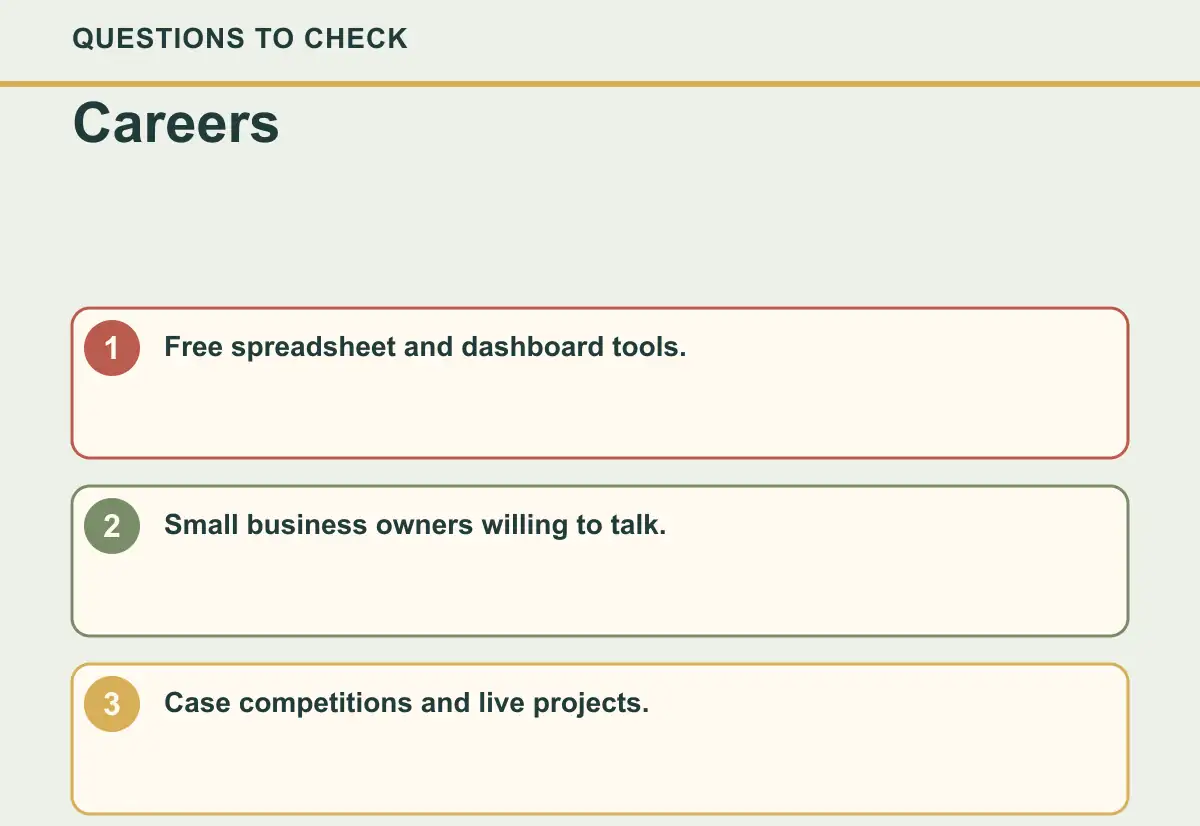 QUESTIONS TO CHECK
Careers
1
Free spreadsheet and dashboard tools.
2
Small business owners willing to talk.
3
Case competitions and live projects.